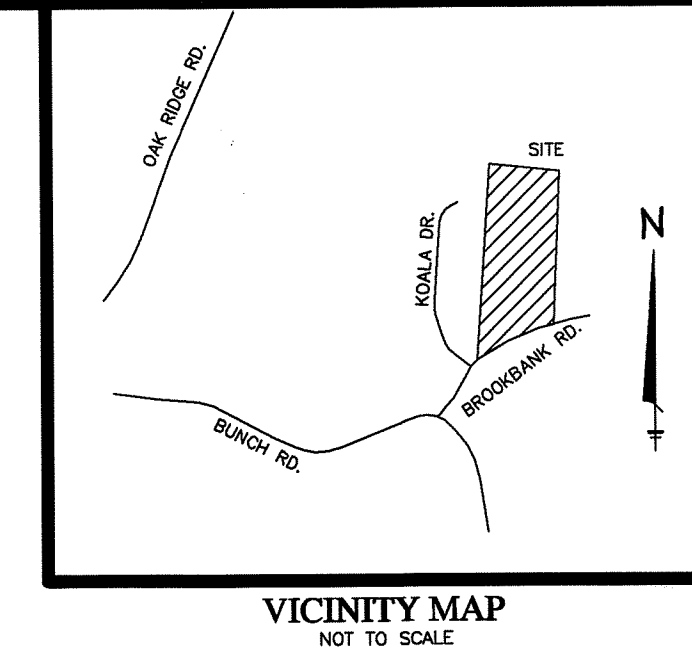 OAK RIDGE RD.
SITE
KOALA DR.
N
BROOKBANK RD.
BUNCH RD.
VICINITY MAP
NOT TO SCALE